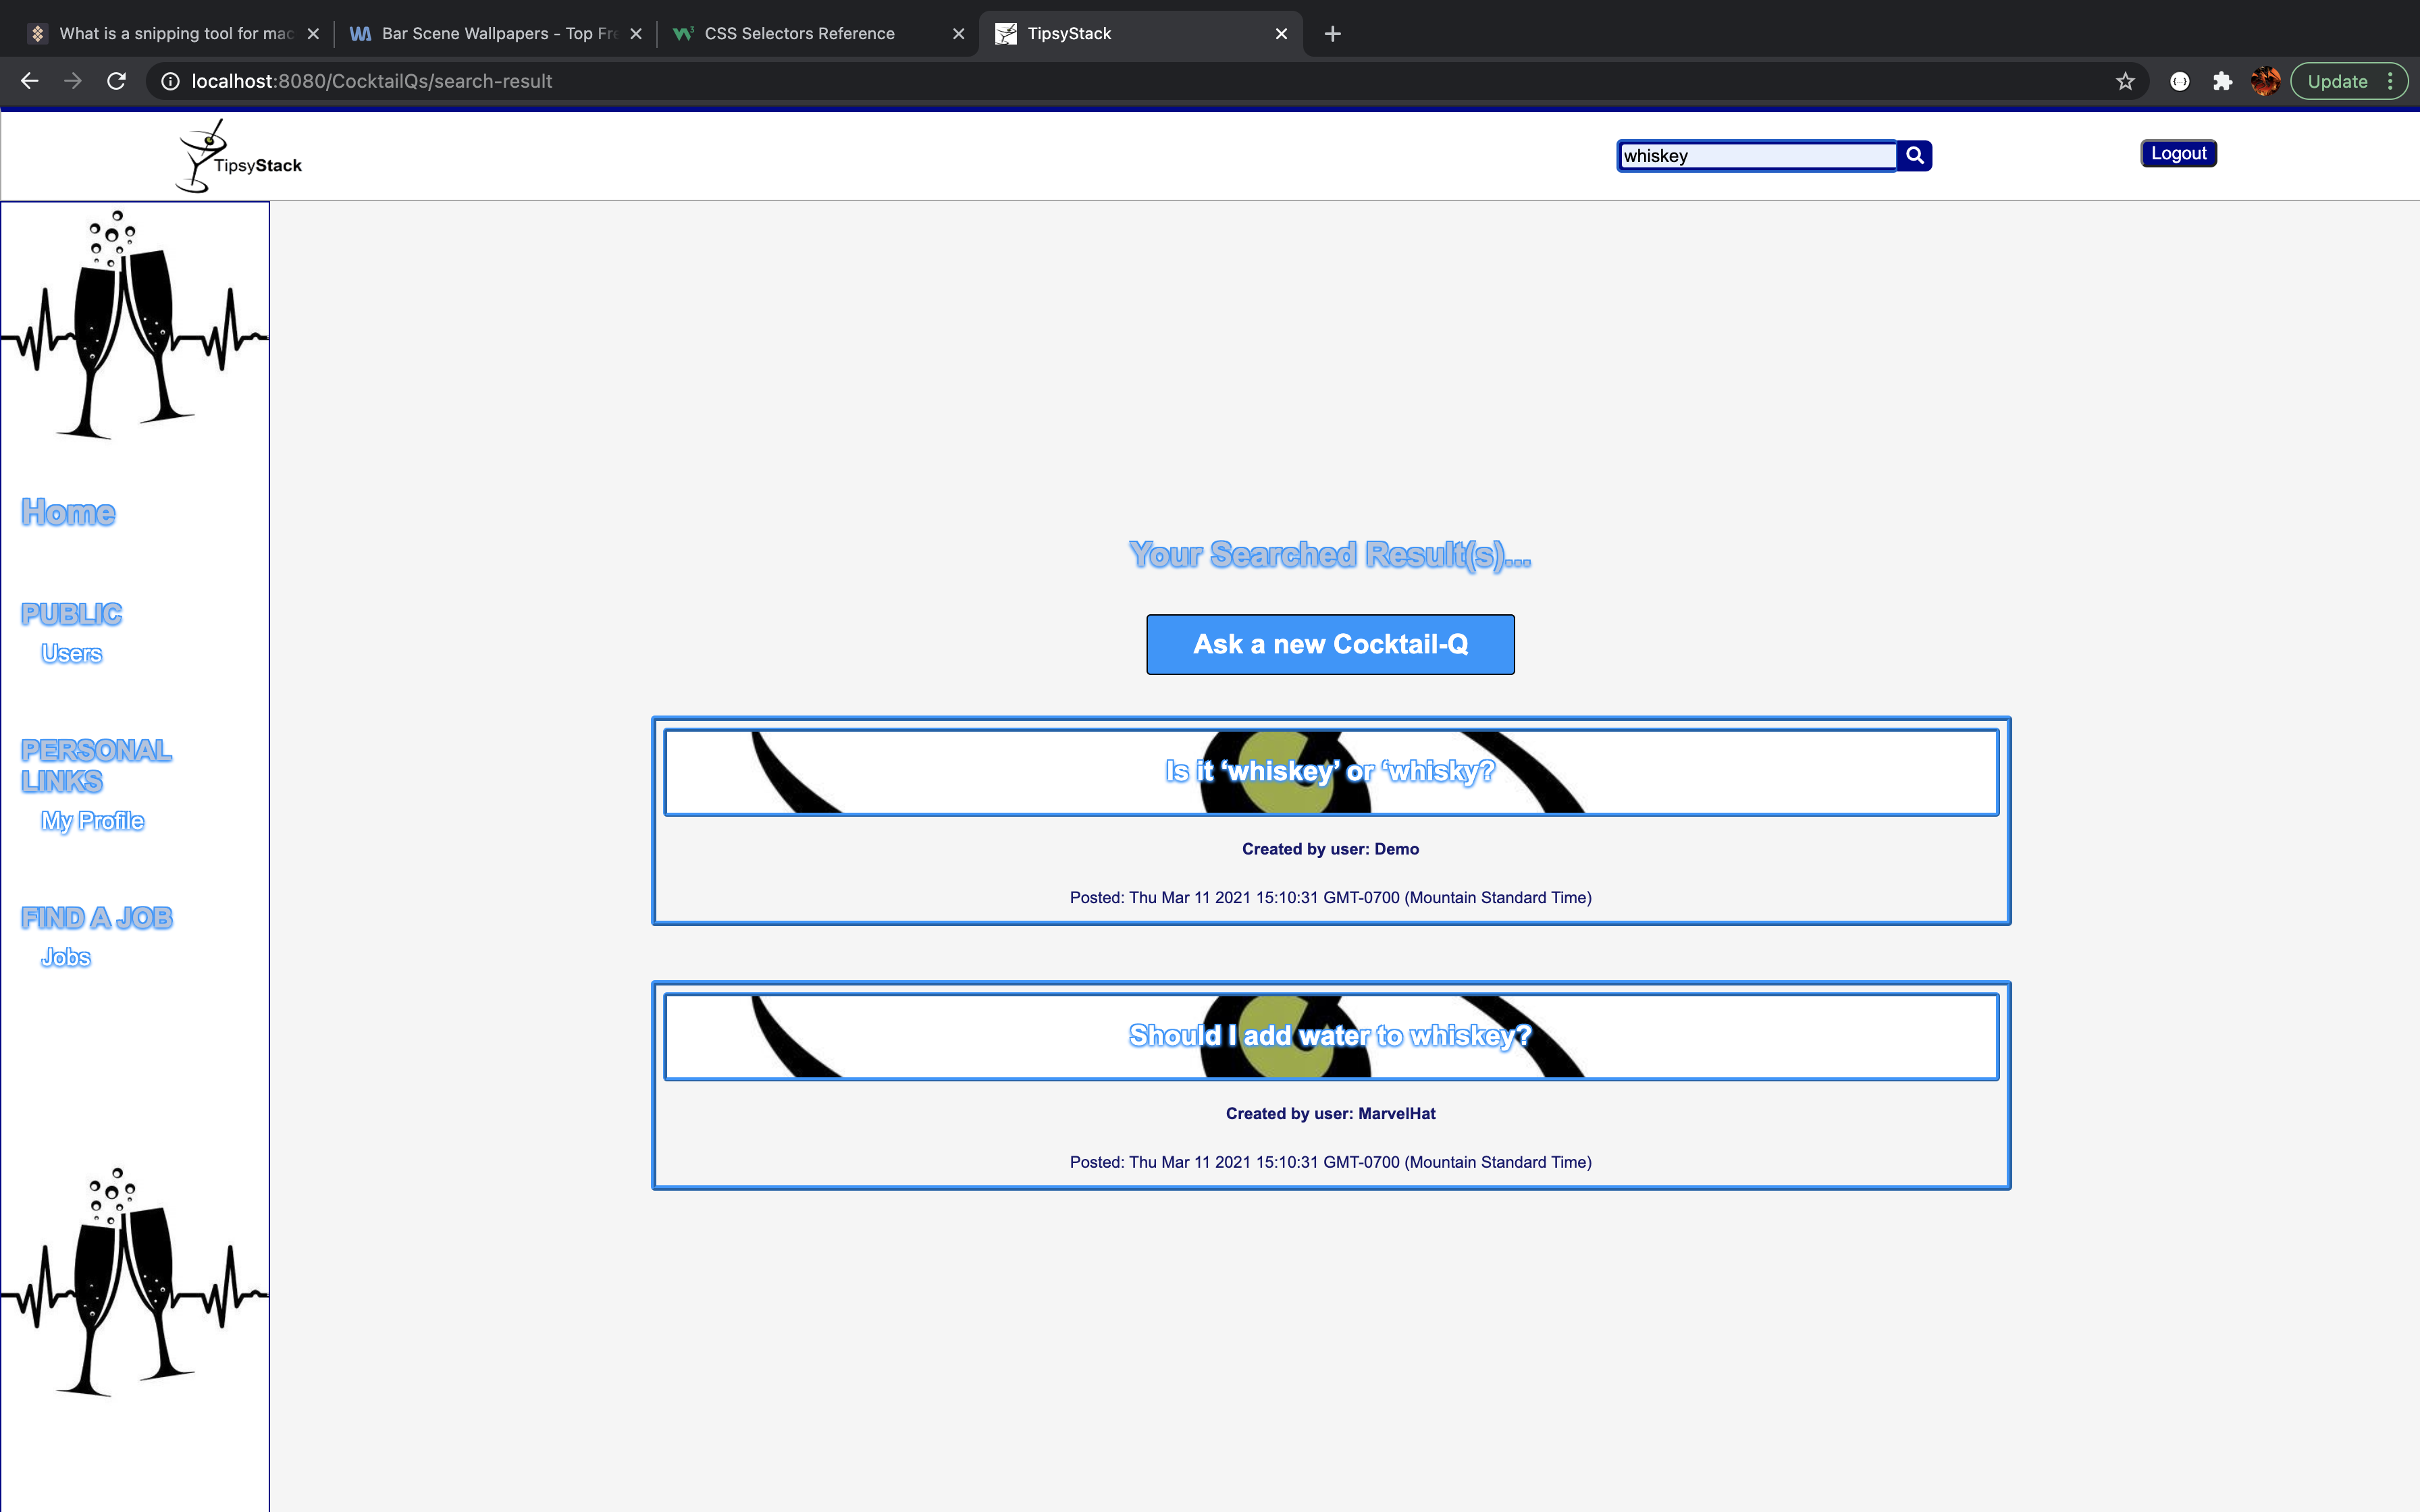 What is a snipping tool for mac
Bar Scene Wallpapers - Top Fre
CSS Selectors Reference
TipsyStack
localhost:8080/CocktailQs/search-result
Update
TipsyStack
whiskey
Logout
Home
PUBLIC
Users
PERSONAL
LINKS
My Profile
FIND A JOB
Jobs
Your Searched Result(s)...
Ask a new Cocktail-Q
Is it ‘whiskey’ or ‘whisky?
Created by user: Demo
Posted: Thu Mar 11 2021 15:10:31 GMT-0700 (Mountain Standard Time)
Should I add water to whiskey?
Created by user: MarvelHat
Posted: Thu Mar 11 2021 15:10:31 GMT-0700 (Mountain Standard Time)